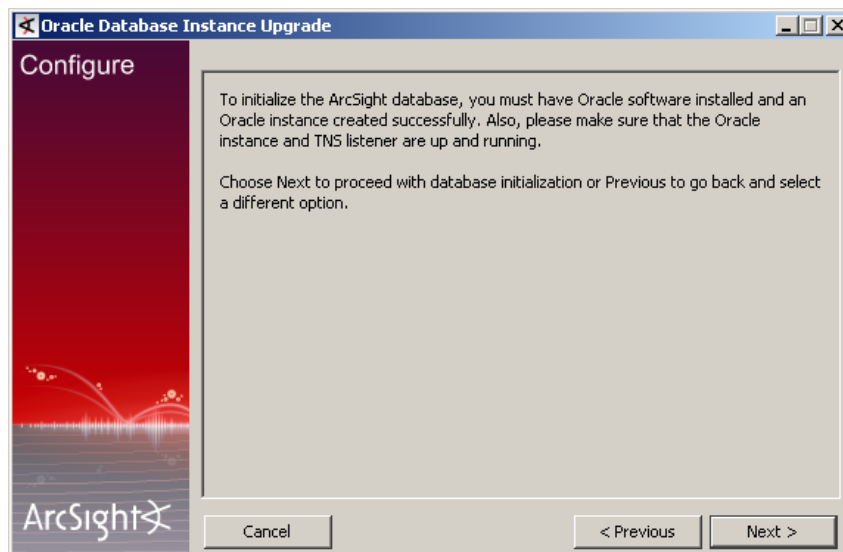 Oracle Database Instance Upgrade
Configure
To initialize the ArcSight database, you must have Oracle software installed and an
Oracle instance created successfully. Also, please make sure that the Oracle
instance and TNS listener are up and running.
Choose Next to proceed with database initialization or Previous to go back and select
a different option.
ArcSight
Cancel
< Previous
Next >